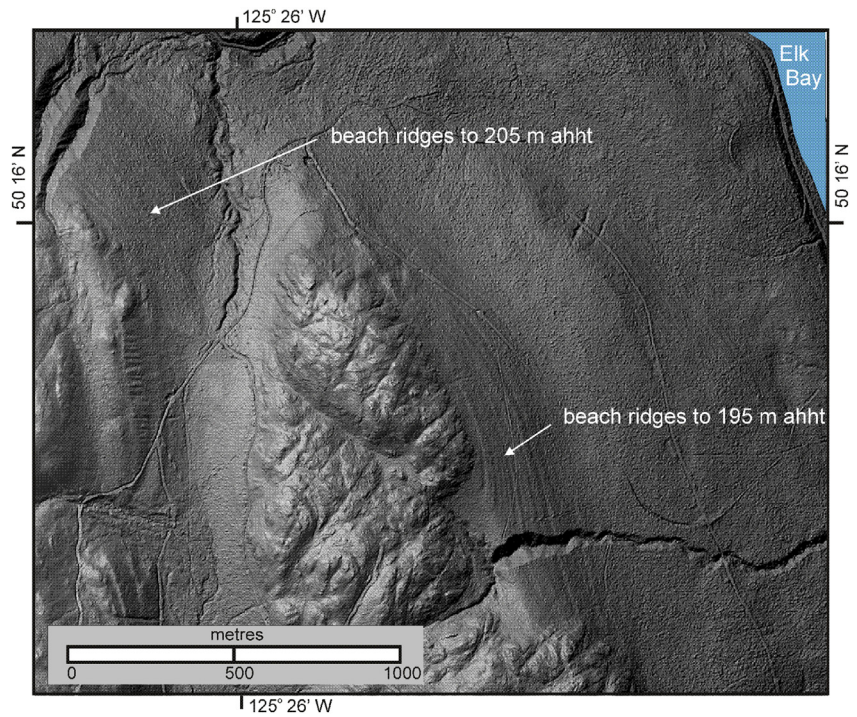 125° 26' W
Elk
Bay
beach ridges to 205 m ahht
50 16' N
50 16' N
beach ridges to 195 m ahht
metres
0 500 1000
125° 26' W